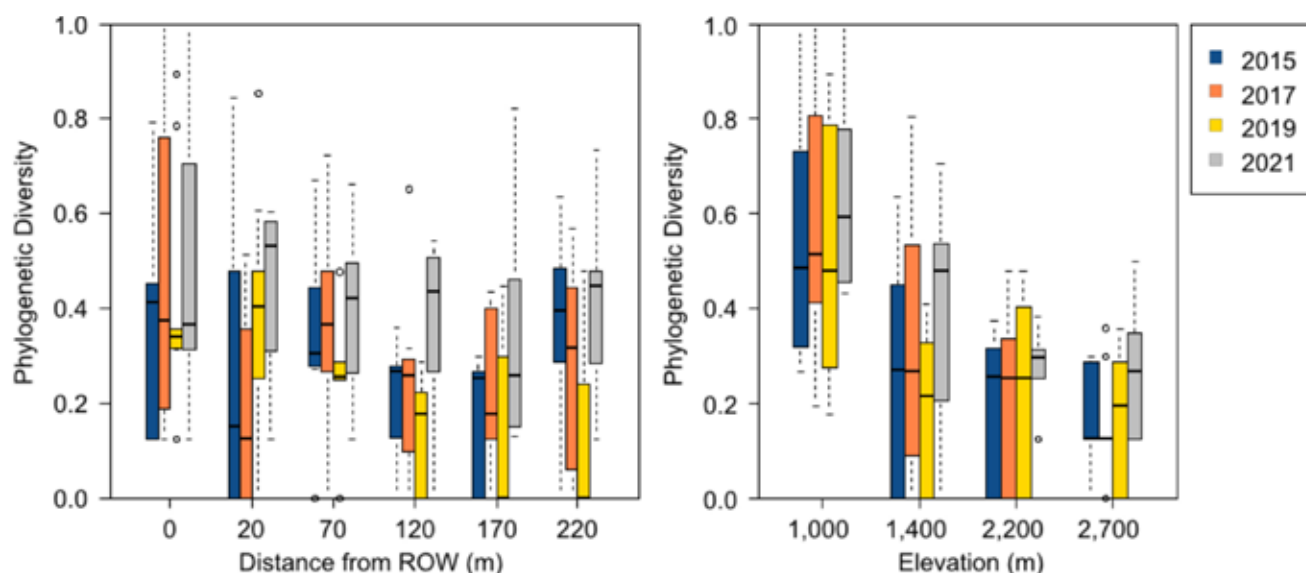 Phylogenetic Diversity
1.0
0.8
0.6
0.4
0.2
0.0
0 20 70 120 170 220
Distance from ROW (m)
Phylogenetic Diversity
1.0
0.8
0.6
0.4
0.2
0.0
1,000 1,400 2,200 2,700
Elevation (m)
2015
2017
2019
2021